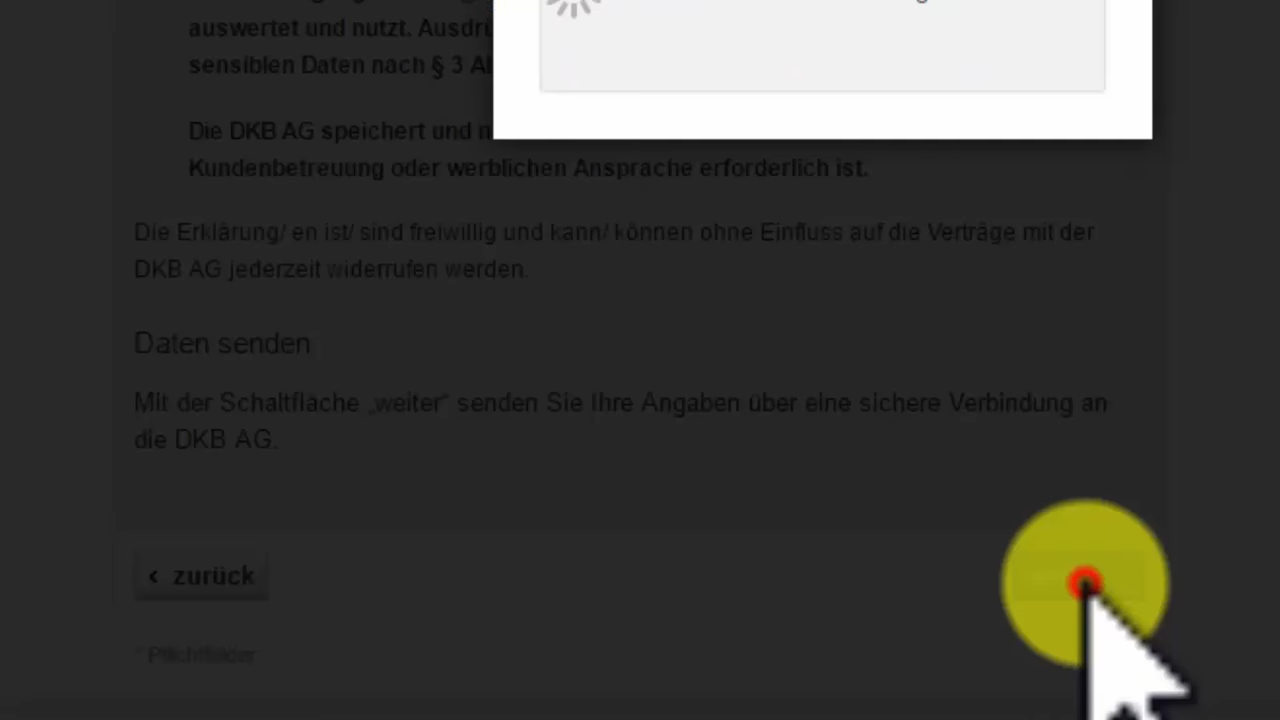 auswertet und nutzt.
sensiblen Daten nach § 3
Die DKB AG speichert und
Kundenbetreuung oder werblichen Ansprache erforderlich ist.
Die Erklärung/ en ist/ sind freiwillig und kann/ können ohne Einfluss auf die Verträge mit der
DKB AG jederzeit widerrufen werden.
Daten senden
Mit der Schaltfläche „weiter“ senden Sie Ihre Angaben über eine sichere Verbindung an
die DKB AG.
‹ zurück
* Pflichtfelder